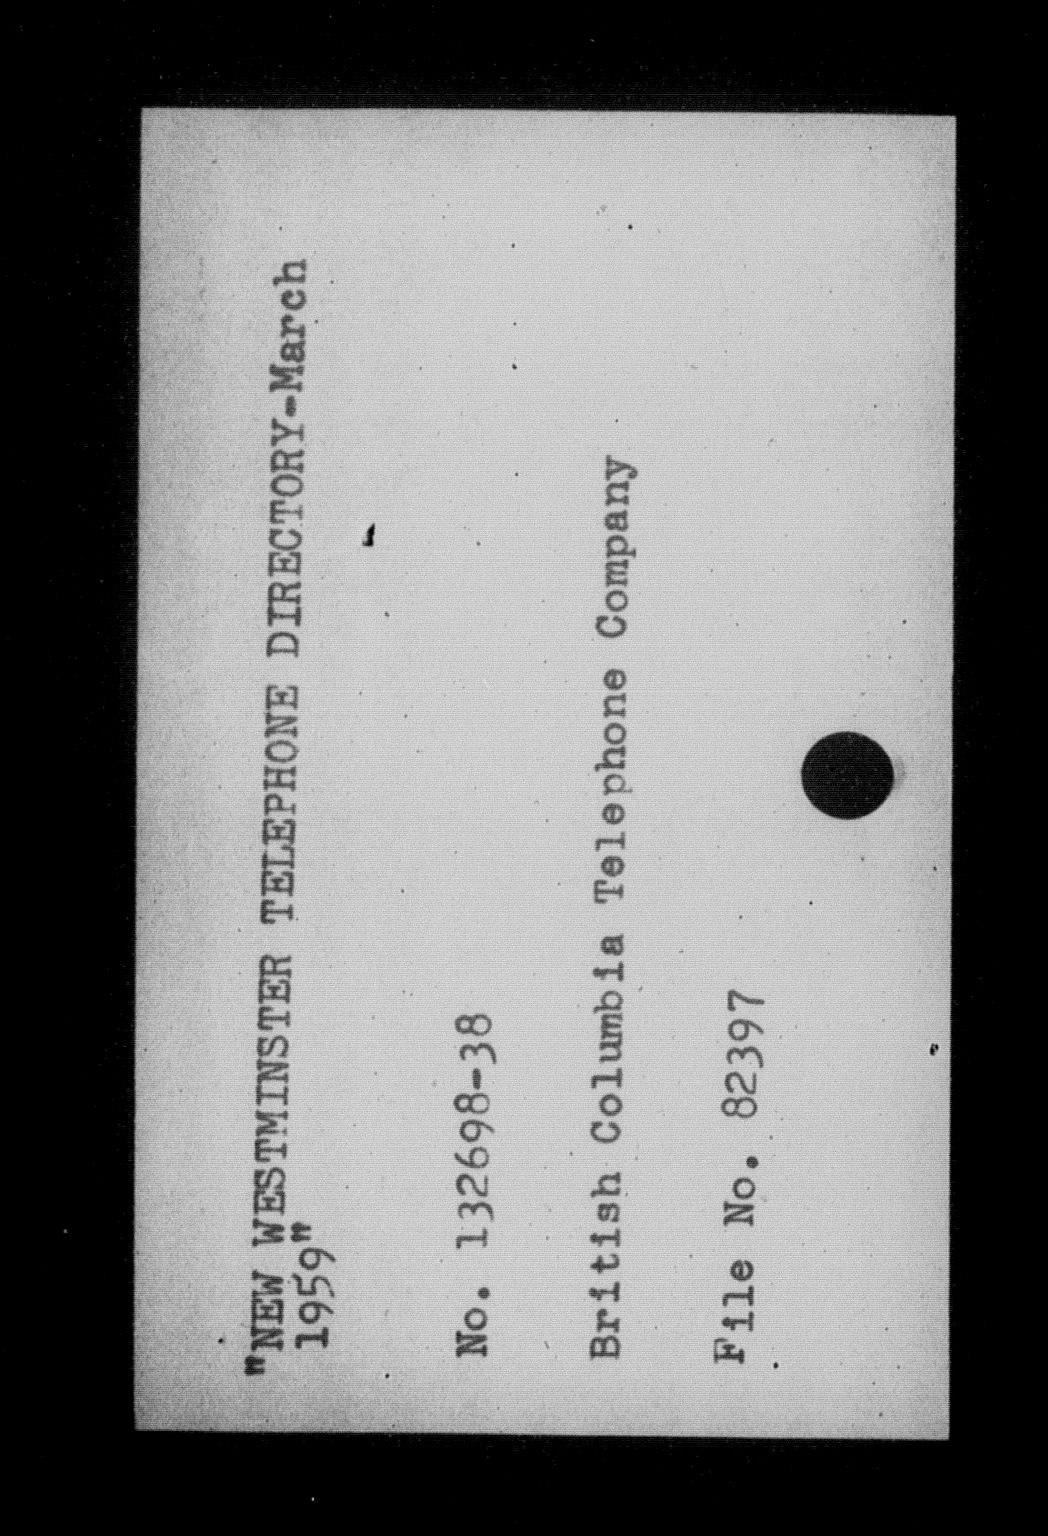 "NEW WESTMINSTER TELEPHONE DIRECTORY-March
1959"
No. 132698-38
British Columbia Telephone Company
File No. 82397